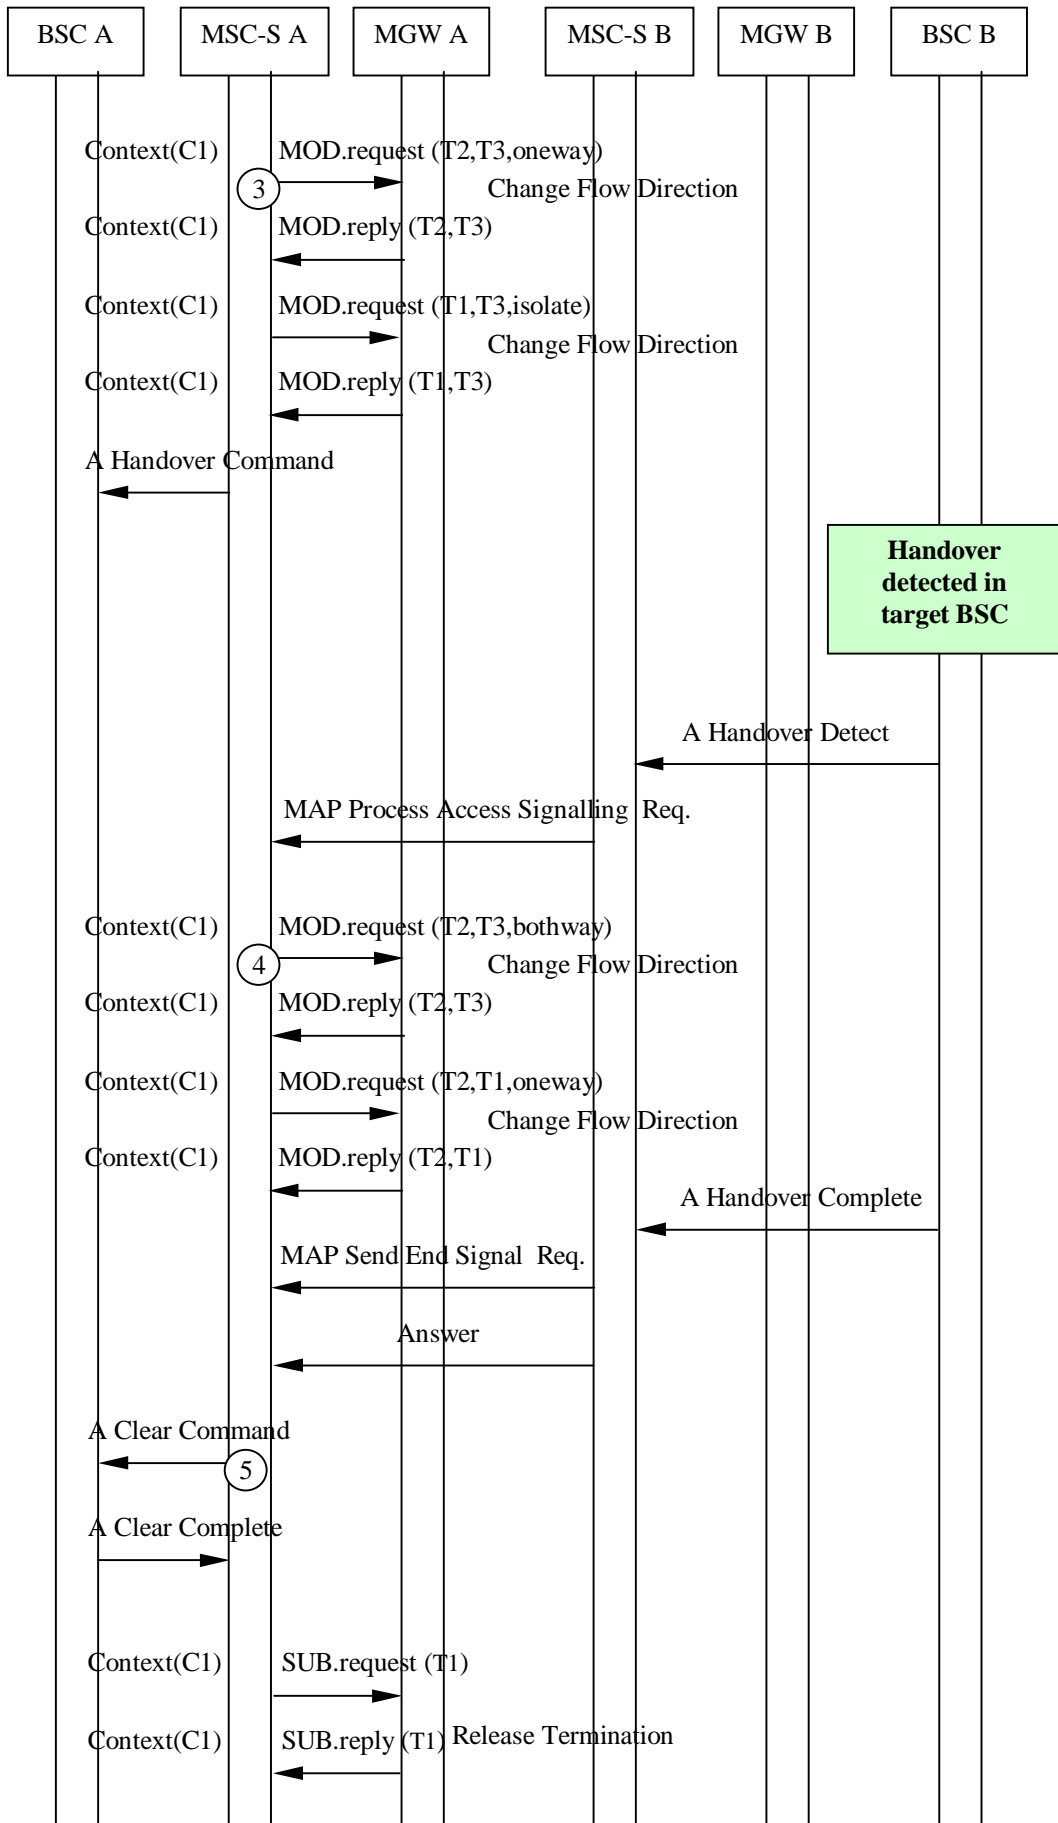 BSC A
MSC-S A
MGW A
MSC-S B
MGW B
BSC B
Context(C1)
MOD.request (T2,T3,oneway)
3
Change Flow Direction
Context(C1)
MOD.reply (T2,T3)
Context(C1)
MOD.request (T1,T3,isolate)
Change Flow Direction
Context(C1)
MOD.reply (T1,T3)
A Handover Command
Handover
detected in
target BSC
A Handover Detect
MAP Process Access Signalling Req.
Context(C1)
MOD.request (T2,T3,bothway)
4
Change Flow Direction
Context(C1)
MOD.reply (T2,T3)
Context(C1)
MOD.request (T2,T1,oneway)
Change Flow Direction
Context(C1)
MOD.reply (T2,T1)
A Handover Complete
MAP Send End Signal Req.
Answer
A Clear Command
5
A Clear Complete
Context(C1)
SUB.request (T1)
Context(C1)
SUB.reply (T1)
Release Termination